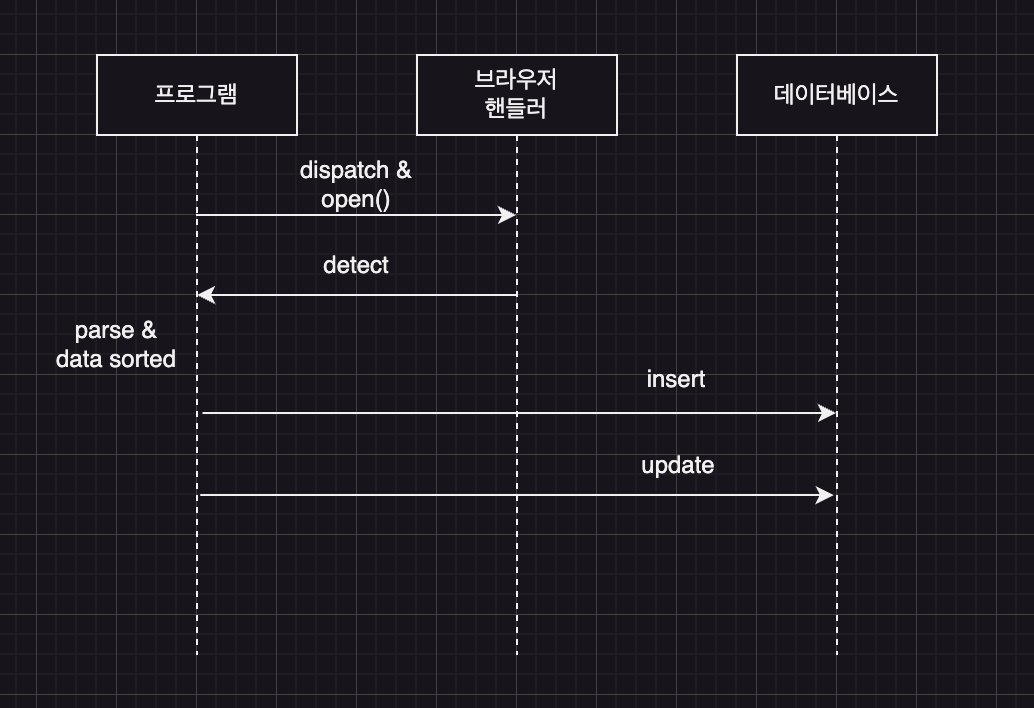 프로그램
브라우저
핸들러
데이터베이스
dispatch &
open()
detect
parse &
data sorted
insert
update